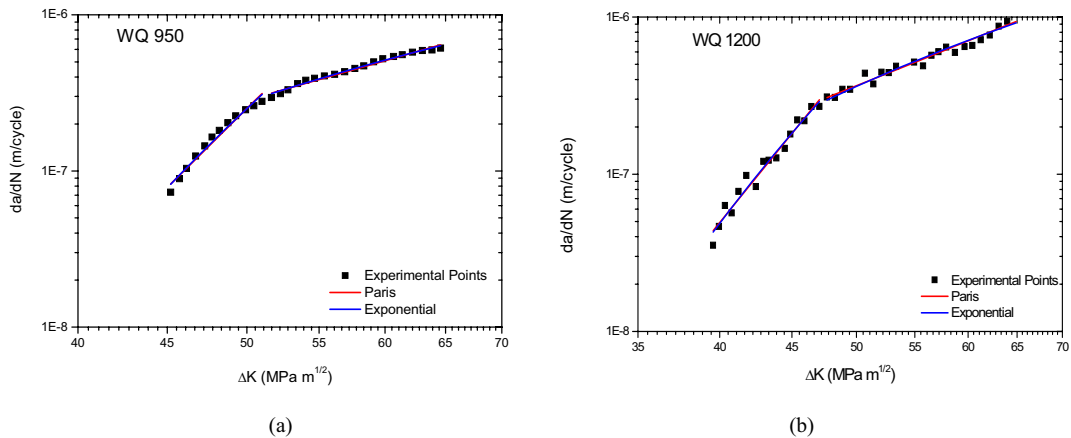 WQ 950
1E-6
1E-7
1E-8
da/dN (m/cycle)
Experimental Points
Paris
Exponential
40 45 50 55 60 65 70
ΔK (MPa m^1/2)
(a)
WQ 1200
1E-6
1E-7
1E-8
da/dN (m/cycle)
Experimental Points
Paris
Exponential
35 40 45 50 55 60 65 70
ΔK (MPa m^1/2)
(b)